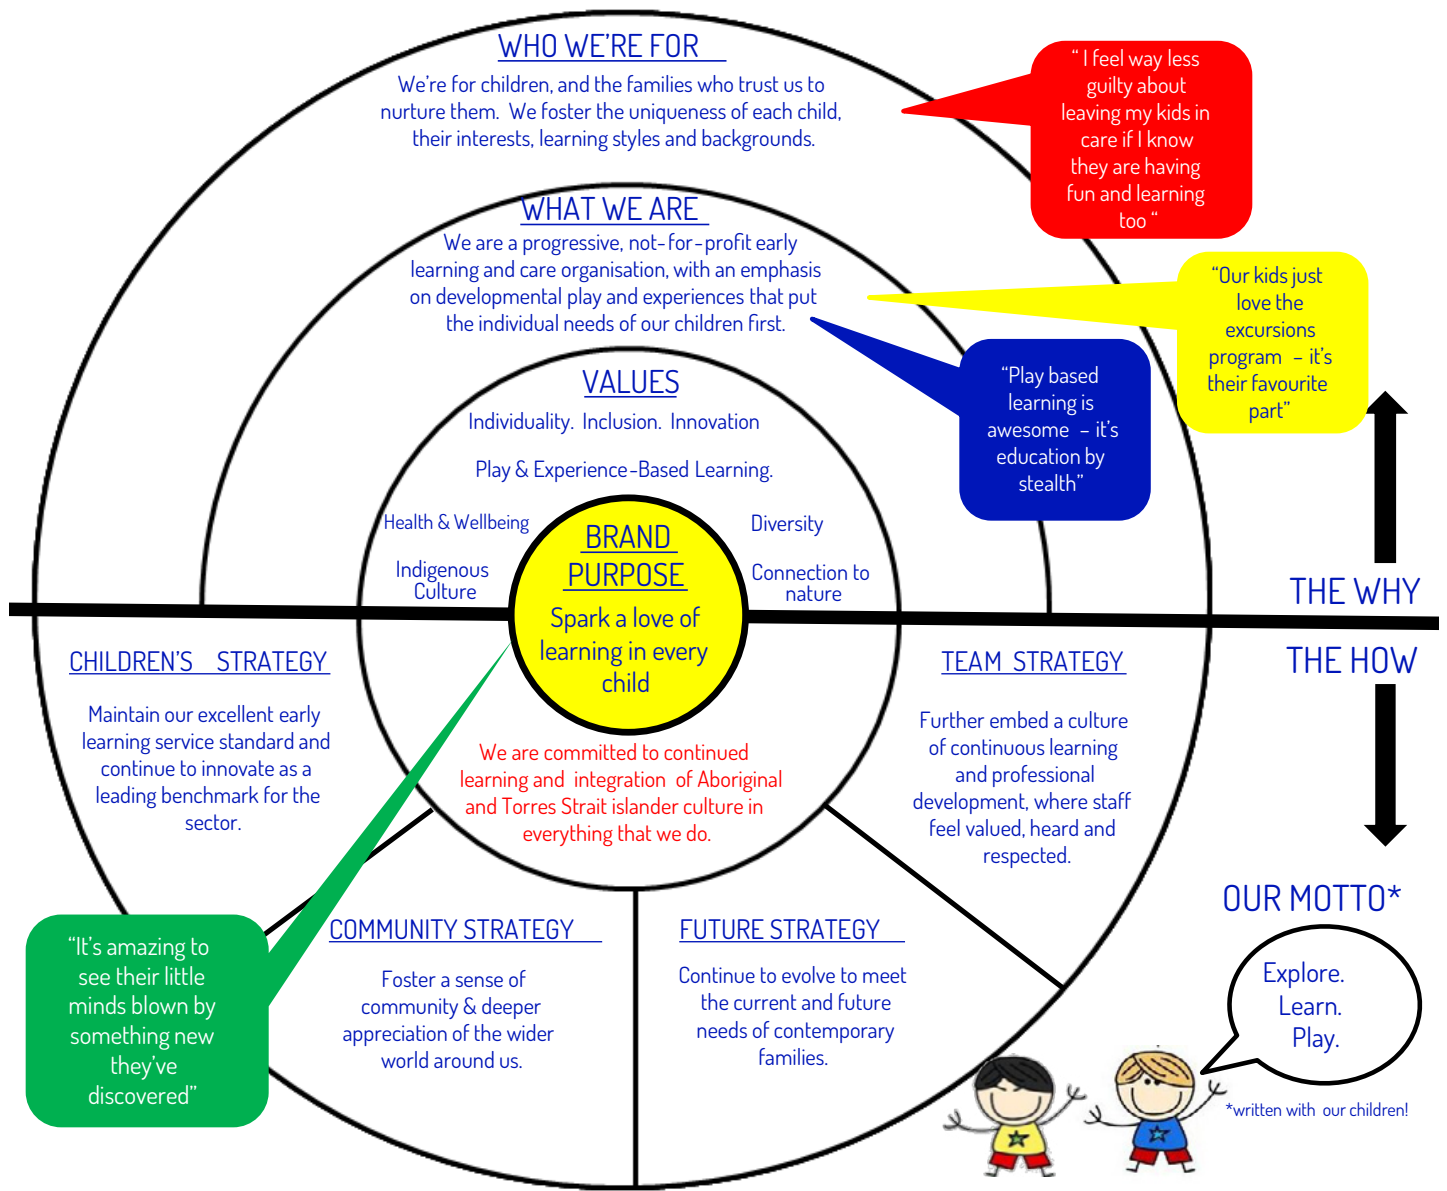 WHO WE'RE FOR
We're for children, and the families who trust us to
nurture them. We foster the uniqueness of each child,
their interests, learning styles and backgrounds.
“ I feel way less
guilty about
leaving my kids in
care if I know
they are having
fun and learning
too “
WHAT WE ARE
We are a progressive, not-for-profit early
learning and care organisation, with an emphasis
on developmental play and experiences that put
the individual needs of our children first.
“Our kids just
love the
excursions
program – it's
their favourite
part”
“Play based
learning is
awesome – it's
education by
stealth”
VALUES
Individuality. Inclusion. Innovation
Play & Experience-Based Learning.
Health & Wellbeing
Indigenous
Culture
Diversity
Connection to
nature
BRAND
PURPOSE
Spark a love of
learning in every
child
THE WHY
THE HOW
CHILDREN'S STRATEGY
Maintain our excellent early
learning service standard and
continue to innovate as a
leading benchmark for the
sector.
We are committed to continued
learning and integration of Aboriginal
and Torres Strait islander culture in
everything that we do.
TEAM STRATEGY
Further embed a culture
of continuous learning
and professional
development, where staff
feel valued, heard and
respected.
“It's amazing to
see their little
minds blown by
something new
they've
discovered”
COMMUNITY STRATEGY
Foster a sense of
community & deeper
appreciation of the wider
world around us.
FUTURE STRATEGY
Continue to evolve to meet
the current and future
needs of contemporary
families.
OUR MOTTO*
Explore.
Learn.
Play.
*written with our children!